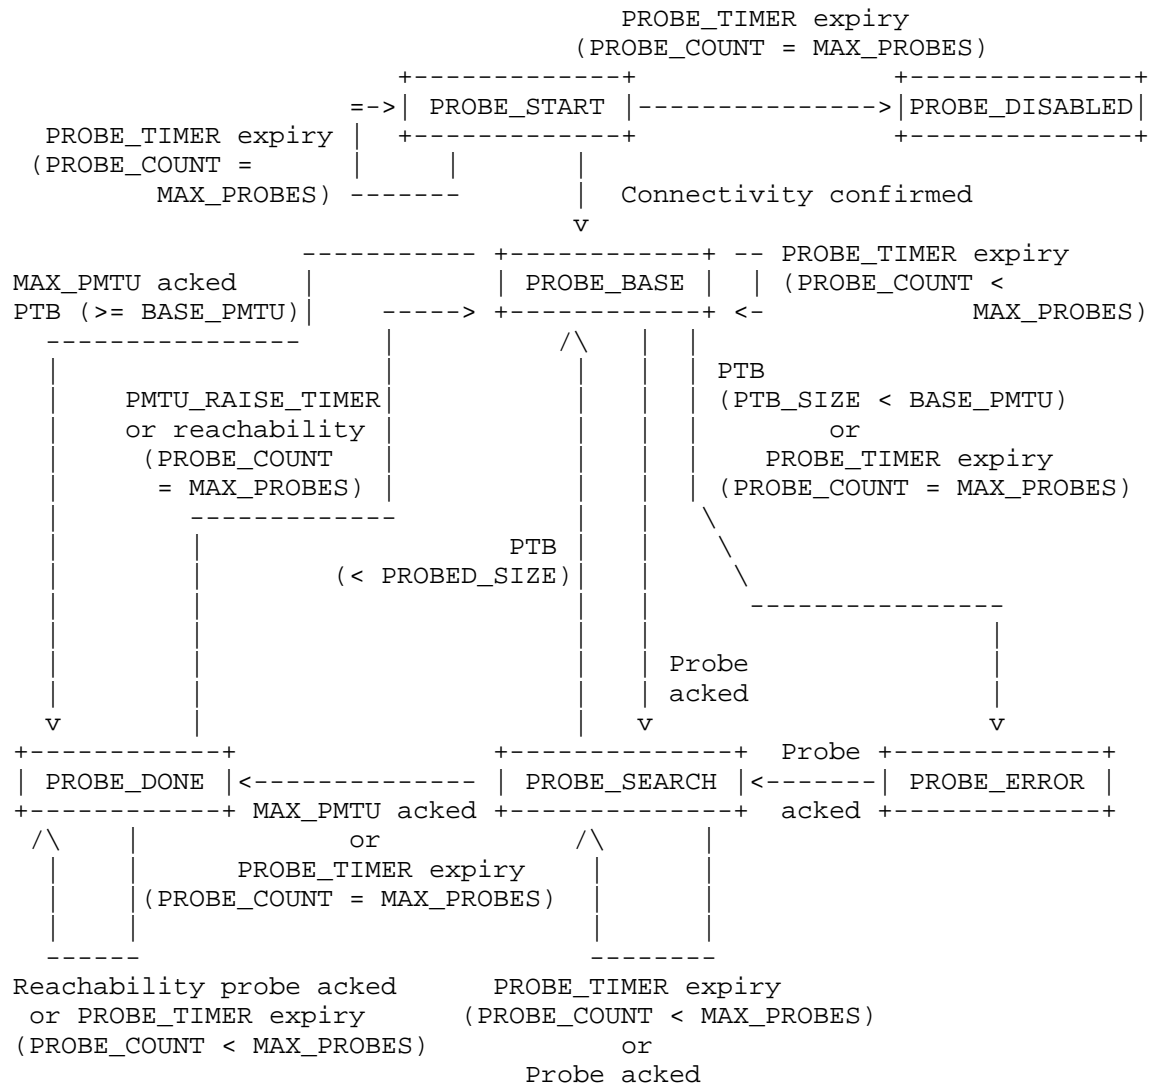 PROBE_TIMER expiry
(PROBE_COUNT = MAX_PROBES)
PROBE_START
PROBE_DISABLED
PROBE_TIMER expiry
(PROBE_COUNT =
MAX_PROBES)
Connectivity confirmed
PROBE_TIMER expiry
MAX_PMTU acked
PROBE_BASE
(PROBE_COUNT <
PTB (>= BASE_PMTU)
MAX_PROBES)
PTB
PMTU_RAISE_TIMER
(PTB_SIZE < BASE_PMTU)
or reachability
or
(PROBE_COUNT
PROBE_TIMER expiry
= MAX_PROBES)
(PROBE_COUNT = MAX_PROBES)
PTB
(< PROBED_SIZE)
Probe
acked
Probe
PROBE_DONE
PROBE_SEARCH
PROBE_ERROR
MAX_PMTU acked
acked
or
PROBE_TIMER expiry
(PROBE_COUNT = MAX_PROBES)
Reachability probe acked
PROBE_TIMER expiry
or PROBE_TIMER expiry
(PROBE_COUNT < MAX_PROBES)
(PROBE_COUNT < MAX_PROBES)
or
Probe acked